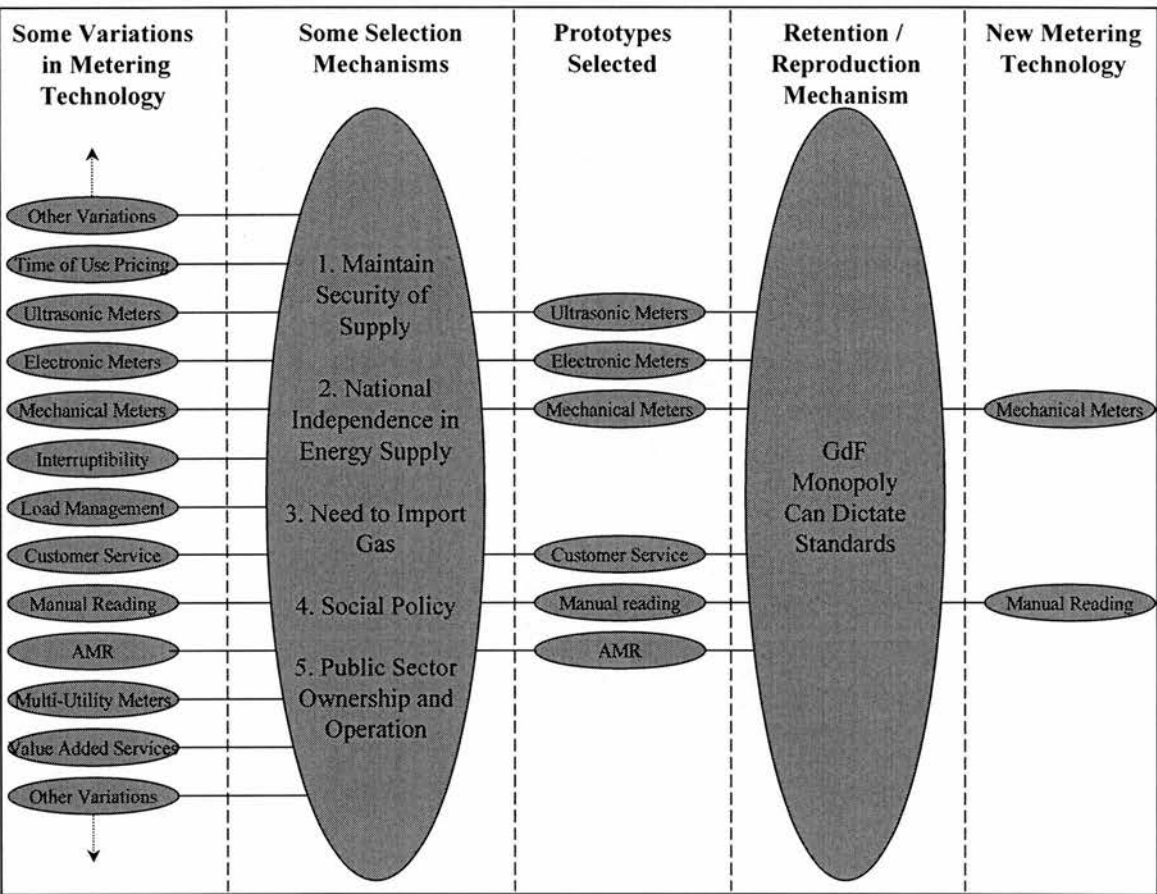 Some Variations
in Metering
Technology
Some Selection
Mechanisms
Prototypes
Selected
Retention /
Reproduction
Mechanism
New Metering
Technology
Other Variations
Time of Use Pricing
Ultrasonic Meters
Electronic Meters
Mechanical Meters
Interruptibility
Load Management
Customer Service
Manual Reading
AMR
Multi-Utility Meters
Value Added Services
Other Variations
1. Maintain
Security of
Supply
2. National
Independence in
Energy Supply
3. Need to Import
Gas
4. Social Policy
5. Public Sector
Ownership and
Operation
Ultrasonic Meters
Electronic Meters
Mechanical Meters
Customer Service
Manual reading
AMR
GdF
Monopoly
Can Dictate
Standards
Mechanical Meters
Manual Reading